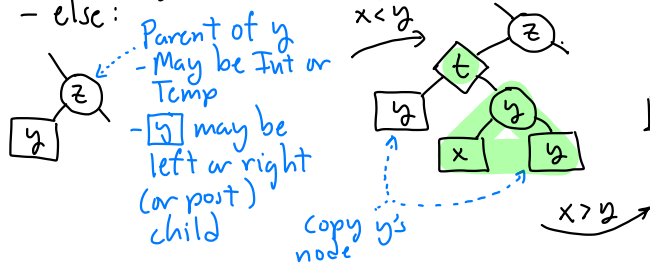 - else:
Parent of y
- May be Int or
Temp
- y may be
left or right
(or post)
child
z
y
x < y
z
t
y
y
x
y
Copy y's
node
x > y